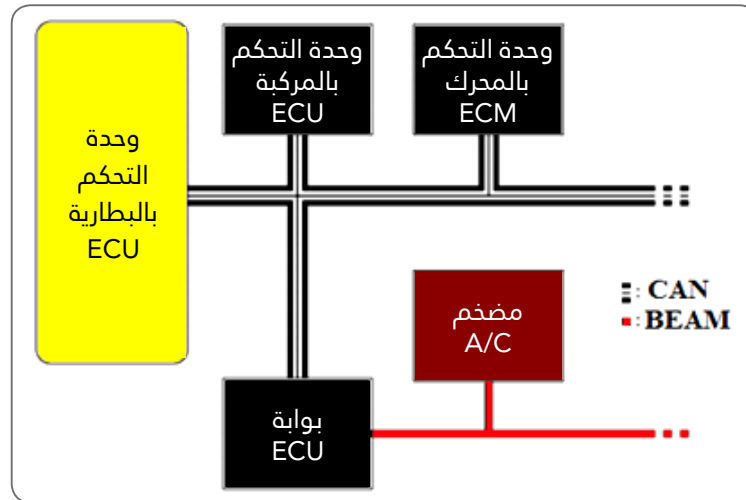 وحدة التحكم
بالمركبة
ECU
وحدة التحكم
بالمحرك
ECM
وحدة
التحكم
بالبطارية
ECU
مضخم
A/C
: CAN
: BEAM
بوابة
ECU